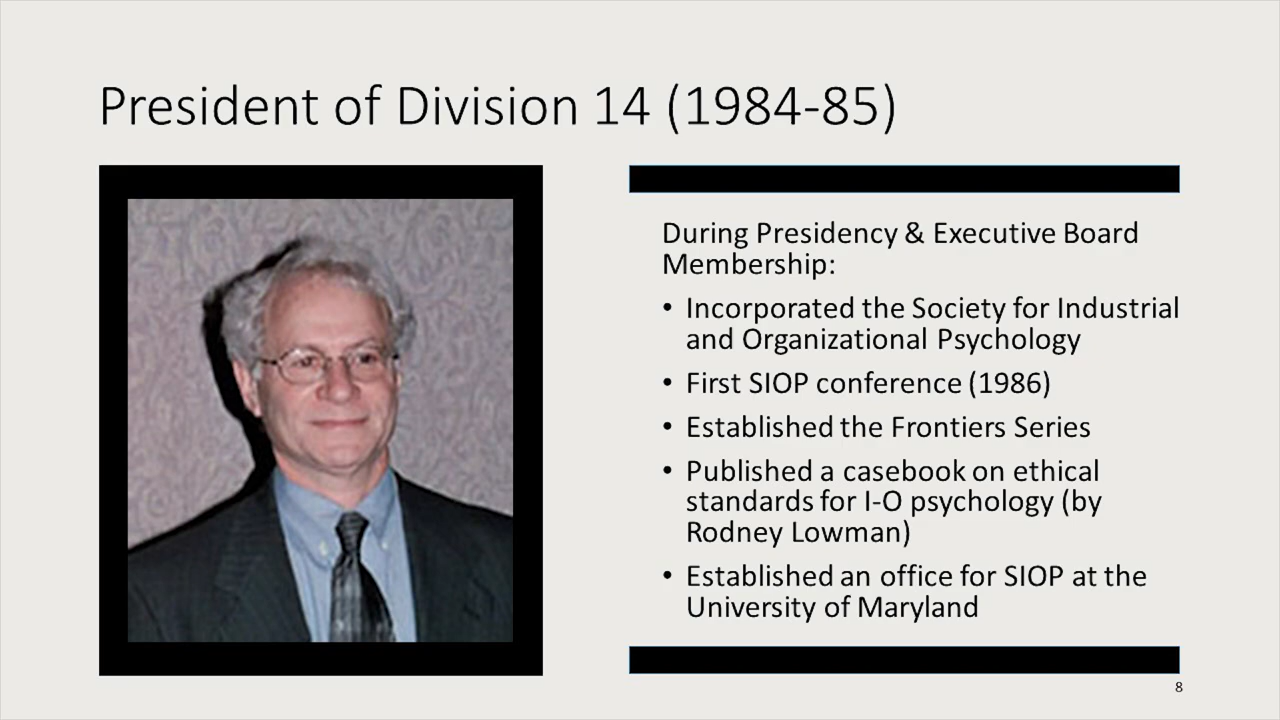 President of Division 14 (1984-85)
During Presidency & Executive Board
Membership:
• Incorporated the Society for Industrial
and Organizational Psychology
• First SIOP conference (1986)
• Established the Frontiers Series
• Published a casebook on ethical
standards for I-O psychology (by
Rodney Lowman)
• Established an office for SIOP at the
University of Maryland
8